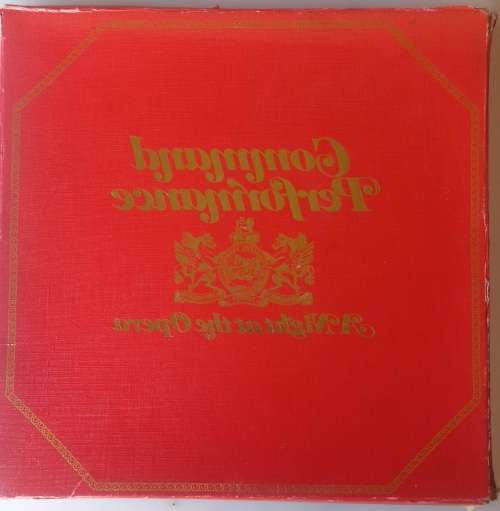 Command
Performance
A Night at the Opera